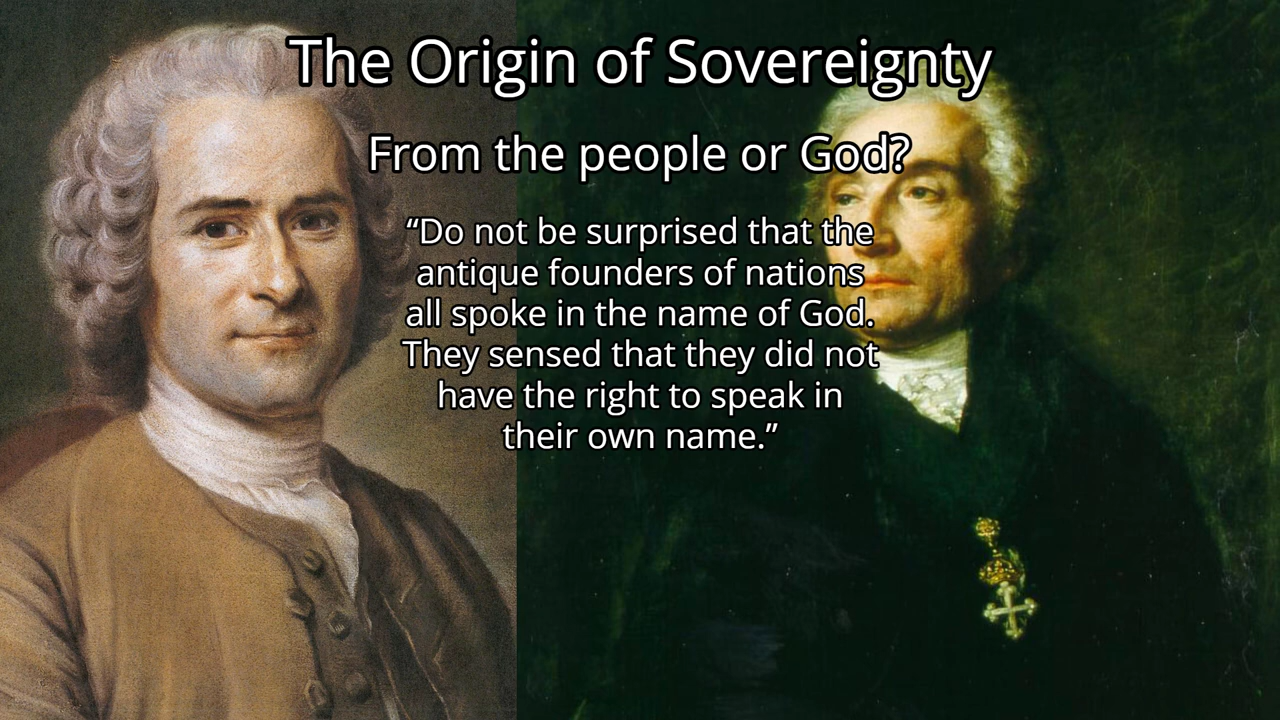 The Origin of Sovereignty
From the people or God?
“Do not be surprised that the
antique founders of nations
all spoke in the name of God.
They sensed that they did not
have the right to speak in
their own name.”